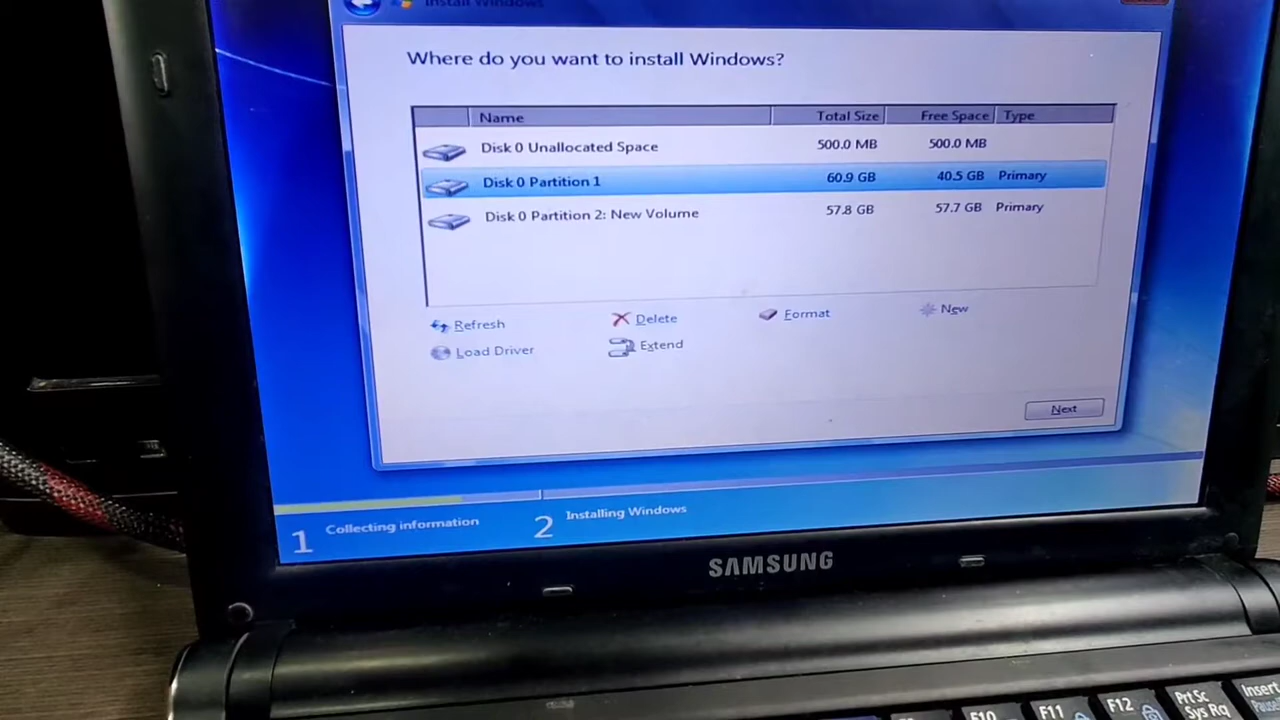 Install Windows
Where do you want to install Windows?
Name Total Size Free Space Type
Disk 0 Unallocated Space 500.0 MB 500.0 MB
Disk 0 Partition 1 60.9 GB 40.5 GB Primary
Disk 0 Partition 2: New Volume 57.8 GB 57.7 GB Primary
Refresh Delete Format New
Load Driver Extend
Next
1 Collecting information 2 Installing Windows
SAMSUNG
F10 F11 F12 Prt Sc Insert
Sys Rq Pause